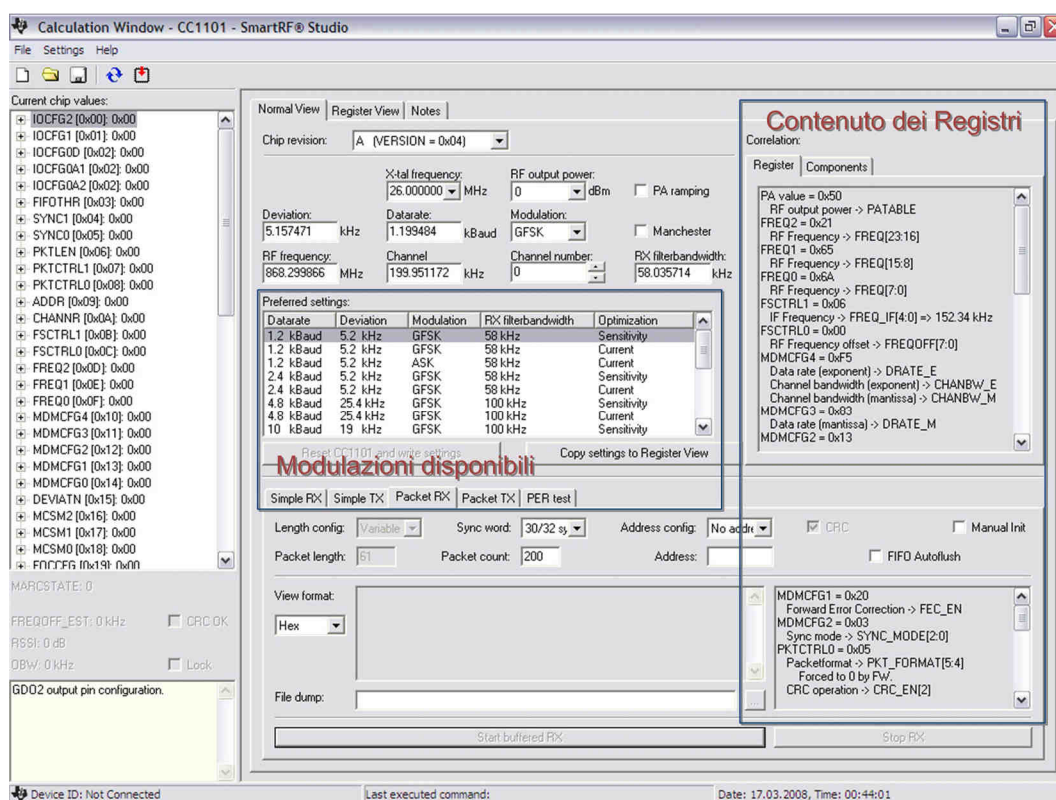 Calculation Window - CC1101 - SmartRF® Studio
File Settings Help
Current chip values:
IOCFG2 [0x00]: 0x00
IOCFG1 [0x01]: 0x00
IOCFG0D [0x02]: 0x00
IOCFG0A1 [0x02]: 0x00
IOCFG0A2 [0x02]: 0x00
FIFOTHR [0x03]: 0x00
SYNC1 [0x04]: 0x00
SYNC0 [0x05]: 0x00
PKTLEN [0x06]: 0x00
PKTCTRL1 [0x07]: 0x00
PKTCTRL0 [0x08]: 0x00
ADDR [0x09]: 0x00
CHANNR [0x0A]: 0x00
FSCTRL1 [0x0B]: 0x00
FSCTRL0 [0x0C]: 0x00
FREQ2 [0x0D]: 0x00
FREQ1 [0x0E]: 0x00
FREQ0 [0x0F]: 0x00
MDMCFG4 [0x10]: 0x00
MDMCFG3 [0x11]: 0x00
MDMCFG2 [0x12]: 0x00
MDMCFG1 [0x13]: 0x00
MDMCFG0 [0x14]: 0x00
DEVIATN [0x15]: 0x00
MCSM2 [0x16]: 0x00
MCSM1 [0x17]: 0x00
MCSM0 [0x18]: 0x00
FOCCFG [0x19]: 0x00
MARCSTATE: 0
FREQOFF_EST: 0 kHz CRC OK
RSSI: 0 dB
OBW: 0 kHz Lock
GDO2 output pin configuration.
Normal View Register View Notes
Chip revision: A (VERSION = 0x04)
X-tal frequency: RF output power:
26.000000 MHz 0 dBm PA ramping
Deviation: Datarate: Modulation:
5.157471 kHz 1.199484 kBaud GFSK Manchester
RF frequency: Channel Channel number: RX filterbandwidth:
868.299866 MHz 199.951172 kHz 0 58.035714 kHz
Preferred settings:
Datarate Deviation Modulation RX filterbandwidth Optimization
1.2 kBaud 5.2 kHz GFSK 58 kHz Sensitivity
1.2 kBaud 5.2 kHz GFSK 58 kHz Current
1.2 kBaud 5.2 kHz ASK 58 kHz Current
2.4 kBaud 5.2 kHz GFSK 58 kHz Sensitivity
2.4 kBaud 5.2 kHz GFSK 58 kHz Current
4.8 kBaud 25.4 kHz GFSK 100 kHz Sensitivity
4.8 kBaud 25.4 kHz GFSK 100 kHz Current
10 kBaud 19 kHz GFSK 100 kHz Sensitivity
Reset CC1101 and write settings Copy settings to Register View
Modulazioni disponibili
Simple RX Simple TX Packet RX Packet TX PER test
Length config: Variable Sync word: 30/32 sy Address config: No addre CRC Manual Init
Packet length: 61 Packet count: 200 Address: FIFO Autoflush
View format:
Hex
File dump: ...
Start buffered RX Stop RX
Contenuto dei Registri
Correlation:
Register Components
PA value = 0x50
RF output power -> PATABLE
FREQ2 = 0x21
RF Frequency -> FREQ[23:16]
FREQ1 = 0x65
RF Frequency -> FREQ[15:8]
FREQ0 = 0x6A
RF Frequency -> FREQ[7:0]
FSCTRL1 = 0x06
IF Frequency -> FREQ_IF[4:0] => 152.34 kHz
FSCTRL0 = 0x00
RF Frequency offset -> FREQOFF[7:0]
MDMCFG4 = 0xF5
Data rate (exponent) -> DRATE_E
Channel bandwidth (exponent) -> CHANBW_E
Channel bandwidth (mantissa) -> CHANBW_M
MDMCFG3 = 0x83
Data rate (mantissa) -> DRATE_M
MDMCFG2 = 0x13
MDMCFG1 = 0x20
Forward Error Correction -> FEC_EN
MDMCFG2 = 0x03
Sync mode -> SYNC_MODE[2:0]
PKTCTRL0 = 0x05
Packetformat -> PKT_FORMAT[5:4]
Forced to 0 by FW.
CRC operation -> CRC_EN[2]
Device ID: Not Connected Last executed command: Date: 17.03.2008, Time: 00:44:01